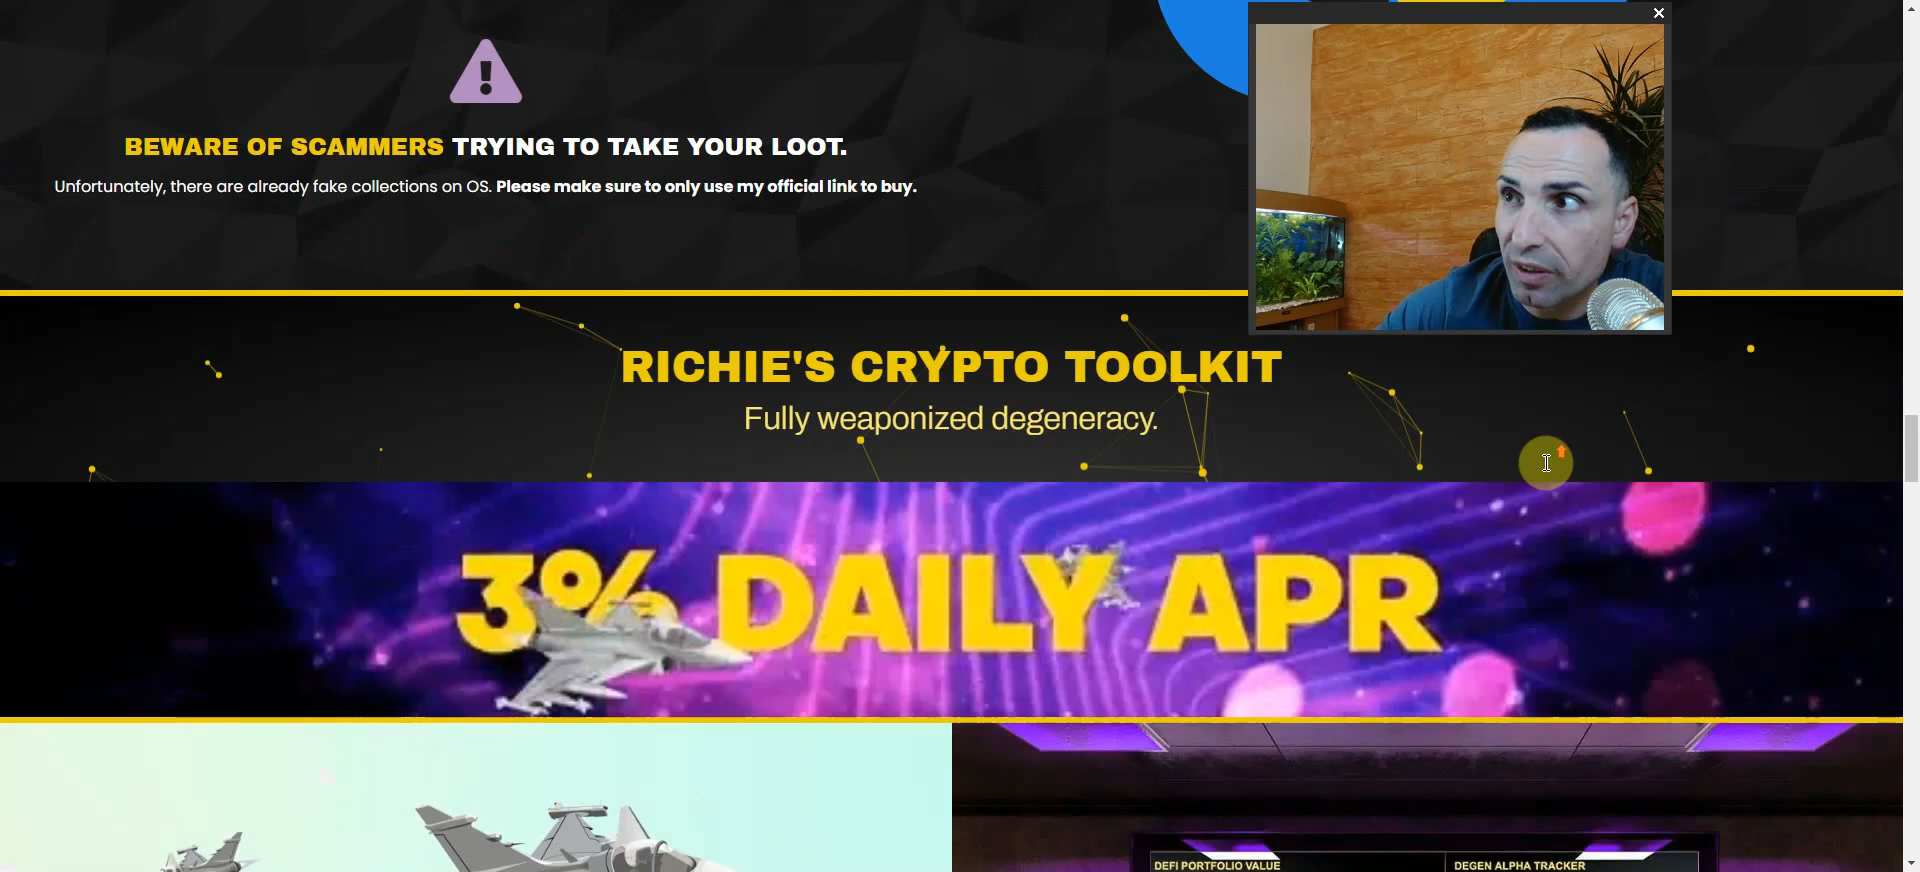 BEWARE OF SCAMMERS TRYING TO TAKE YOUR LOOT.
Unfortunately, there are already fake collections on OS. Please make sure to only use my official link to buy.
RICHIE'S CRYPTO TOOLKIT
Fully weaponized degeneracy.
3% DAILY APR
DEFI PORTFOLIO VALUE
DEGEN ALPHA TRACKER